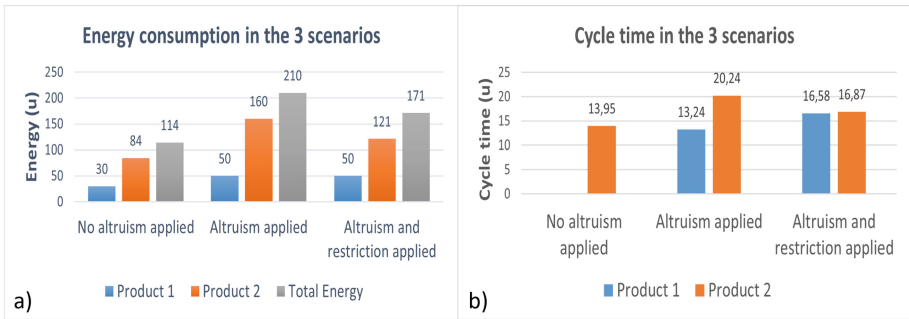 Energy consumption in the 3 scenarios
Energy (u)
250
200
150
100
50
0
30
84
114
50
160
210
50
121
171
No altruism applied
Altruism applied
Altruism and
restriction applied
Product 1
Product 2
Total Energy
a)
Cycle time in the 3 scenarios
Cycle time (u)
25
20
15
10
5
0
13,95
13,24
20,24
16,58
16,87
No altruism
applied
Altruism applied
Altruism and
restriction applied
Product 1
Product 2
b)